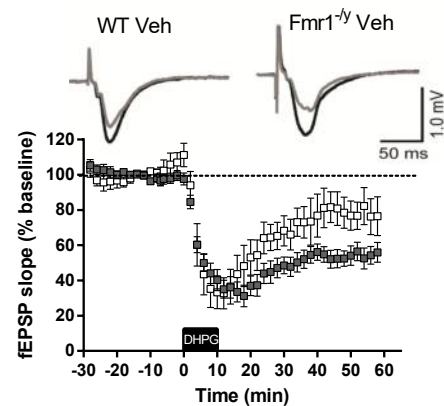 WT Veh
Fmr1-/y Veh
1.0 mV
50 ms
fEPSP slope (% baseline)
120
100
80
60
40
20
0
DHPG
-30 -20 -10 0 10 20 30 40 50 60
Time (min)